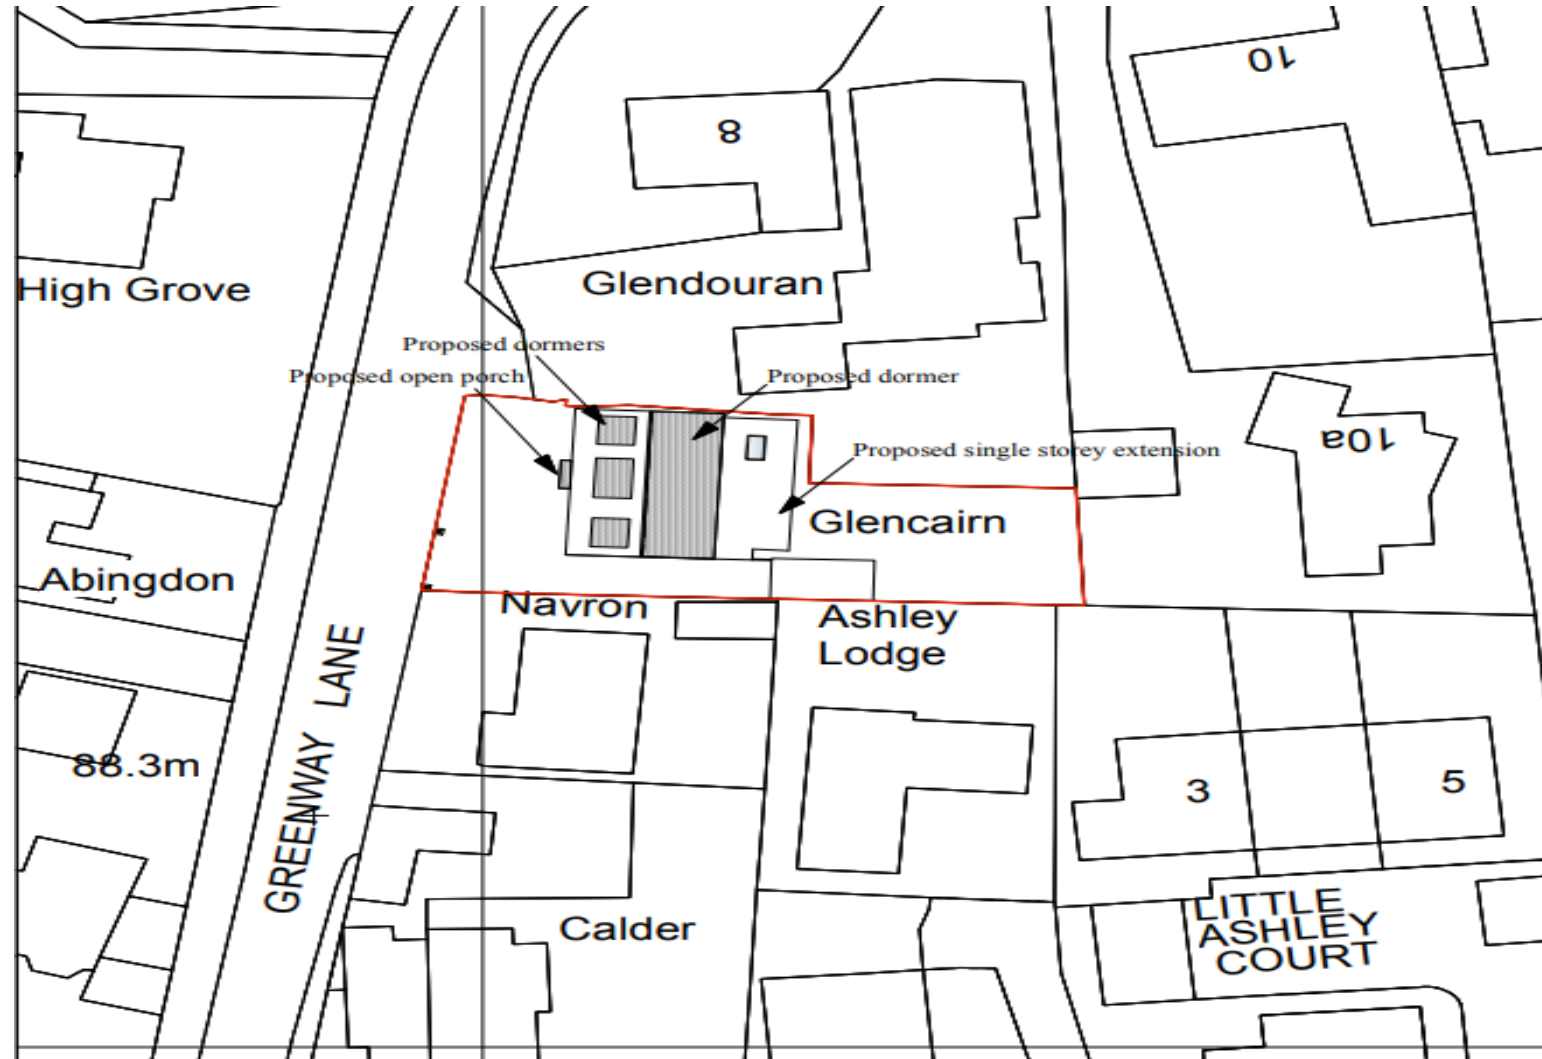 10
8
High Grove
Glendouran
Proposed dormers
Proposed open porch
Proposed dormer
10a
Proposed single storey extension
Glencairn
Abingdon
Navron
Ashley
Lodge
GREENWAY LANE
88.3m
3
5
Calder
LITTLE
ASHLEY
COURT